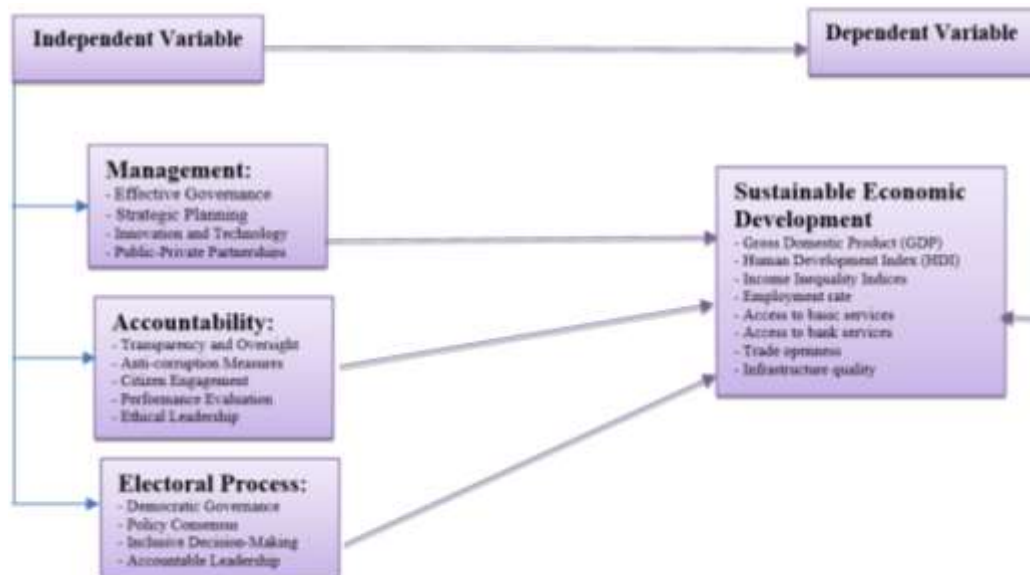 Independent Variable
Dependent Variable
Management:
- Effective Governance
- Strategic Planning
- Innovation and Technology
- Public-Private Partnerships
Accountability:
- Transparency and Oversight
- Anti-corruption Measures
- Citizen Engagement
- Performance Evaluation
- Ethical Leadership
Electoral Process:
- Democratic Governance
- Policy Consensus
- Inclusive Decision-Making
- Accountable Leadership
Sustainable Economic
Development
- Gross Domestic Product (GDP)
- Human Development Index (HDI)
- Income Inequality Indices
- Employment rate
- Access to basic services
- Access to bank services
- Trade openness
- Infrastructure quality